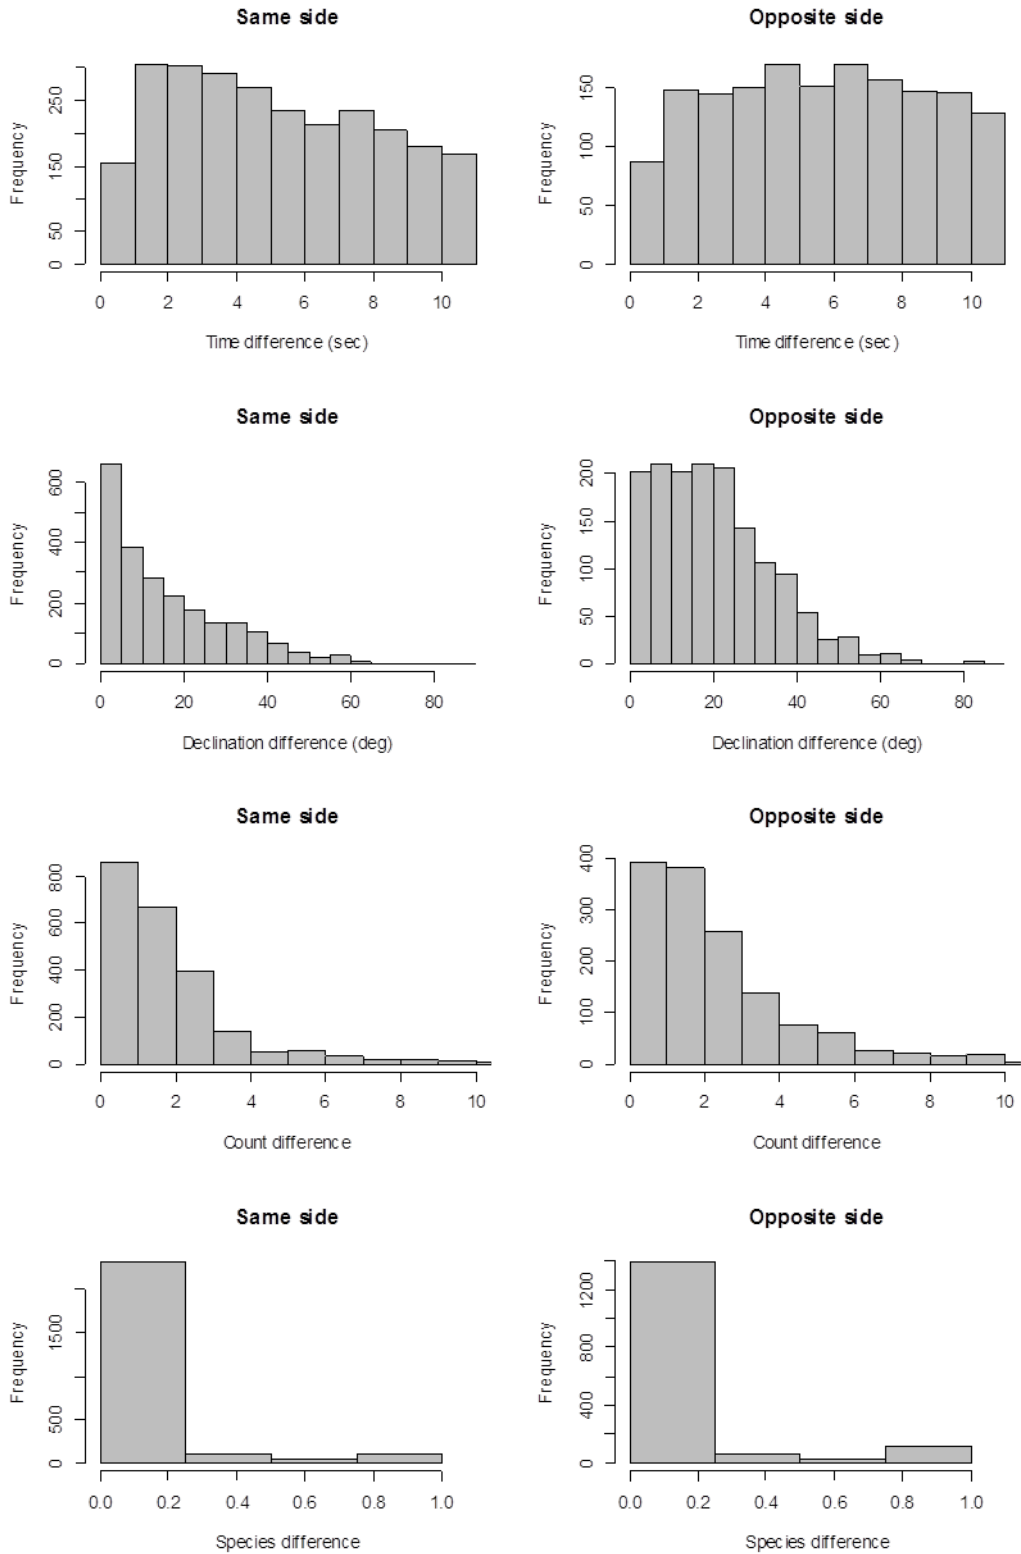 Same side
Opposite side
Frequency
0 50 150 250
0 2 4 6 8 10
Time difference (sec)
Frequency
0 50 100 150
0 2 4 6 8 10
Time difference (sec)
Same side
Opposite side
Frequency
0 200 400 600
0 20 40 60 80
Declination difference (deg)
Frequency
0 50 100 150 200
0 20 40 60 80
Declination difference (deg)
Same side
Opposite side
Frequency
0 200 400 600 800
0 2 4 6 8 10
Count difference
Frequency
0 100 200 300 400
0 2 4 6 8 10
Count difference
Same side
Opposite side
Frequency
0 500 1500
0.0 0.2 0.4 0.6 0.8 1.0
Species difference
Frequency
0 400 800 1200
0.0 0.2 0.4 0.6 0.8 1.0
Species difference